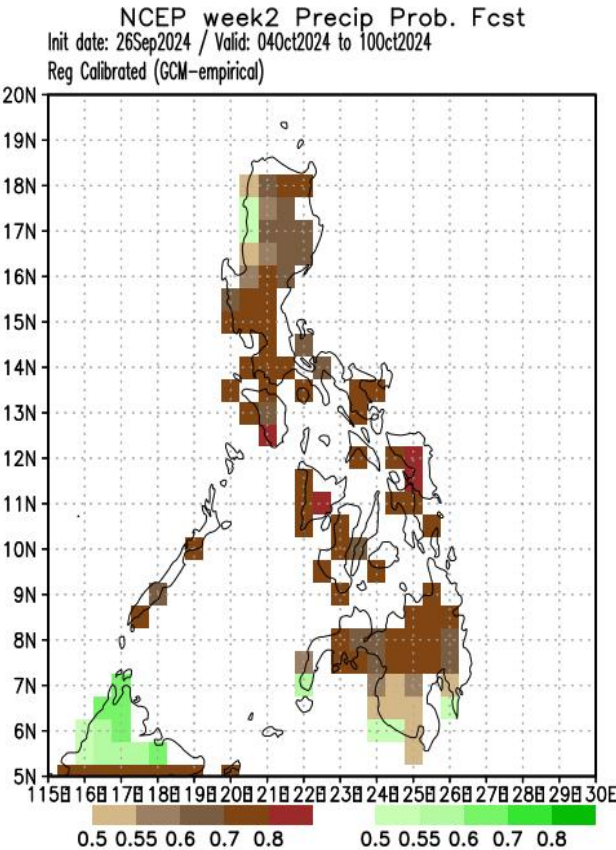 NCEP week2 Precip Prob. Fcst
Init date: 26Sep2024 / Valid: 04Oct2024 to 10Oct2024
Reg Calibrated (GCM-empirical)
20N
19N
18N
17N
16N
15N
14N
13N
12N
11N
10N
9N
8N
7N
6N
5N
115E 116E 117E 118E 119E 120E 121E 122E 123E 124E 125E 126E 127E 128E 129E 130E
0.5 0.55 0.6 0.7 0.8 0.5 0.55 0.6 0.7 0.8